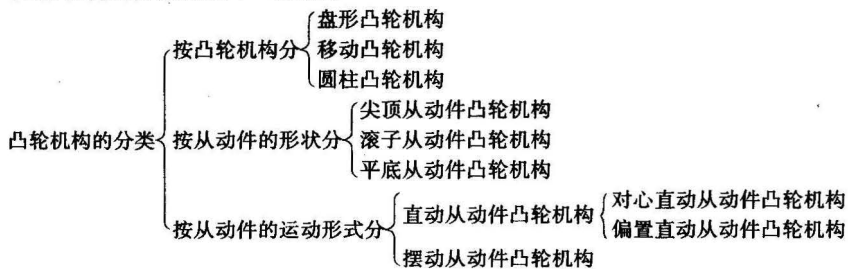 盘形凸轮机构
按凸轮机构分
移动凸轮机构
圆柱凸轮机构
尖顶从动件凸轮机构
凸轮机构的分类
按从动件的形状分
滚子从动件凸轮机构
平底从动件凸轮机构
对心直动从动件凸轮机构
直动从动件凸轮机构
偏置直动从动件凸轮机构
按从动件的运动形式分
摆动从动件凸轮机构